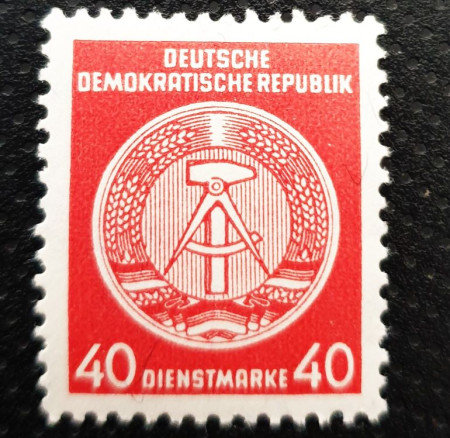 DEUTSCHE
DEMOKRATISCHE REPUBLIK
40 DIENSTMARKE 40